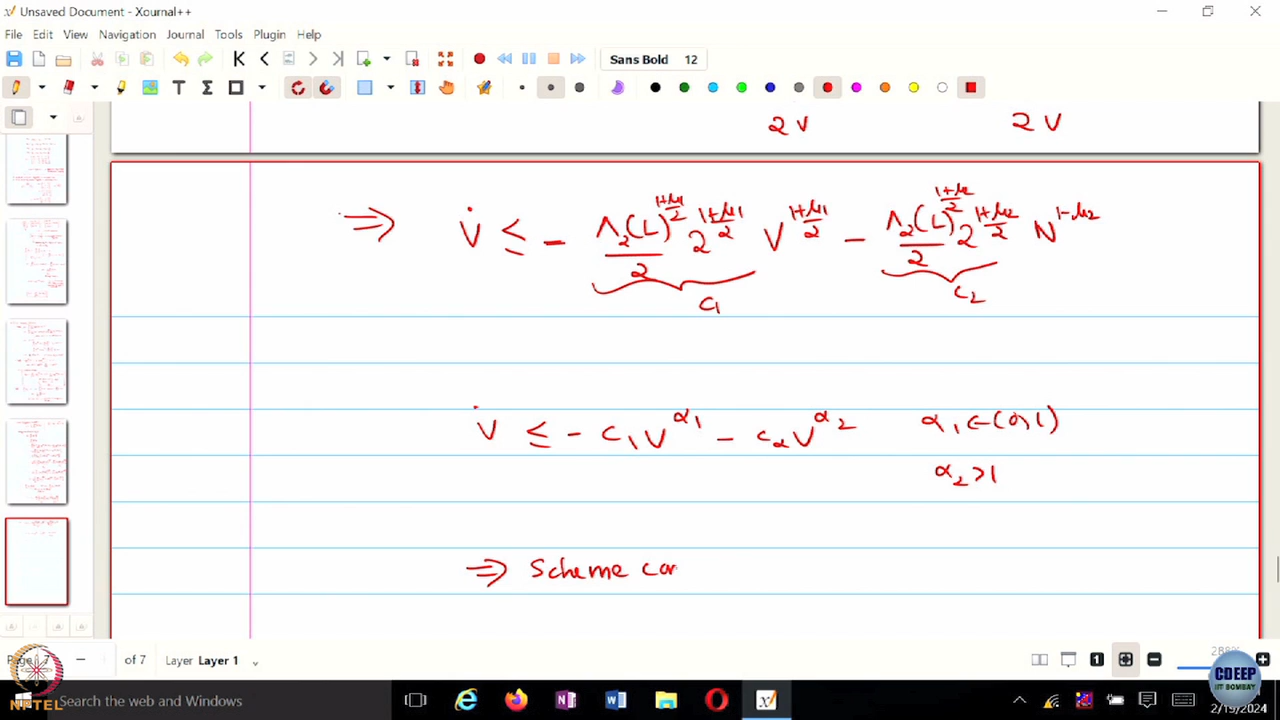 Unsaved Document - Xournal++
File Edit View Navigation Journal Tools Plugin Help
Sans Bold 12
2V 2V
⇒ V̇ ≤ - λ₂(L)^((1+μ₁)/2)/2 2^((1+μ₁)/2) V^((1+μ₁)/2) - λ₂(L)^((1+μ₂)/2)/2 2^((1+μ₂)/2) N^(1-μ₂)
C₁ C₂
V̇ ≤ - C₁V^α₁ - C₂V^α₂ α₁ ∈ (0,1)
α₂ > 1
⇒ Scheme con
7 of 7 Layer Layer 1
288%
NPTEL
Search the web and Windows
CDEEP
IIT BOMBAY
2/19/2024